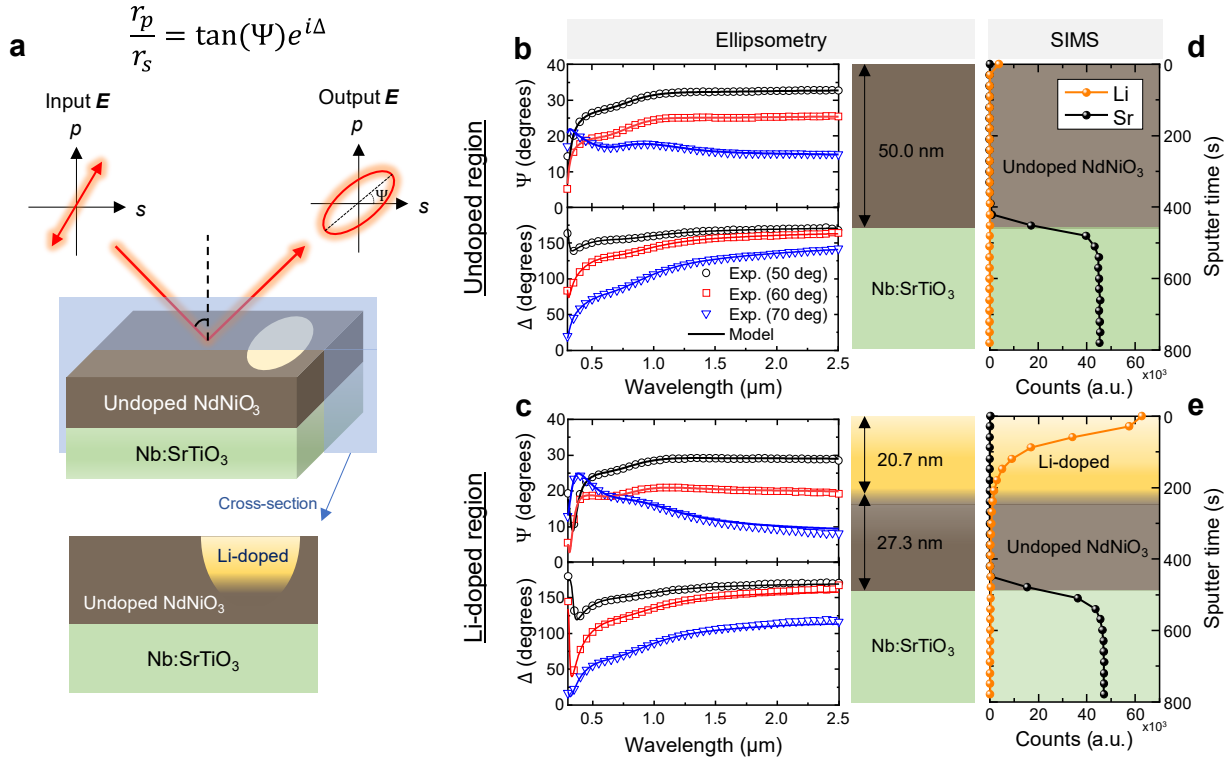 a
r_p/r_s = tan(Ψ)e^{iΔ}
Input E
p
s
Output E
p
Ψ
s
Undoped NdNiO₃
Nb:SrTiO₃
Cross-section
Li-doped
Undoped NdNiO₃
Nb:SrTiO₃
Ellipsometry
SIMS
Undoped region
b
Ψ (degrees)
40
30
20
10
0
Δ (degrees)
150
100
50
0
Exp. (50 deg)
Exp. (60 deg)
Exp. (70 deg)
Model
0.5 1.0 1.5 2.0 2.5
Wavelength (µm)
50.0 nm
Nb:SrTiO₃
d
Li
Sr
Undoped NdNiO₃
0
200
400
600
800
Sputter time (s)
0 20 40 60
×10³
Counts (a.u.)
Li-doped region
c
Ψ (degrees)
40
30
20
10
0
Δ (degrees)
150
100
50
0
0.5 1.0 1.5 2.0 2.5
Wavelength (µm)
20.7 nm
27.3 nm
Nb:SrTiO₃
e
Li-doped
Undoped NdNiO₃
0
200
400
600
800
Sputter time (s)
0 20 40 60
×10³
Counts (a.u.)